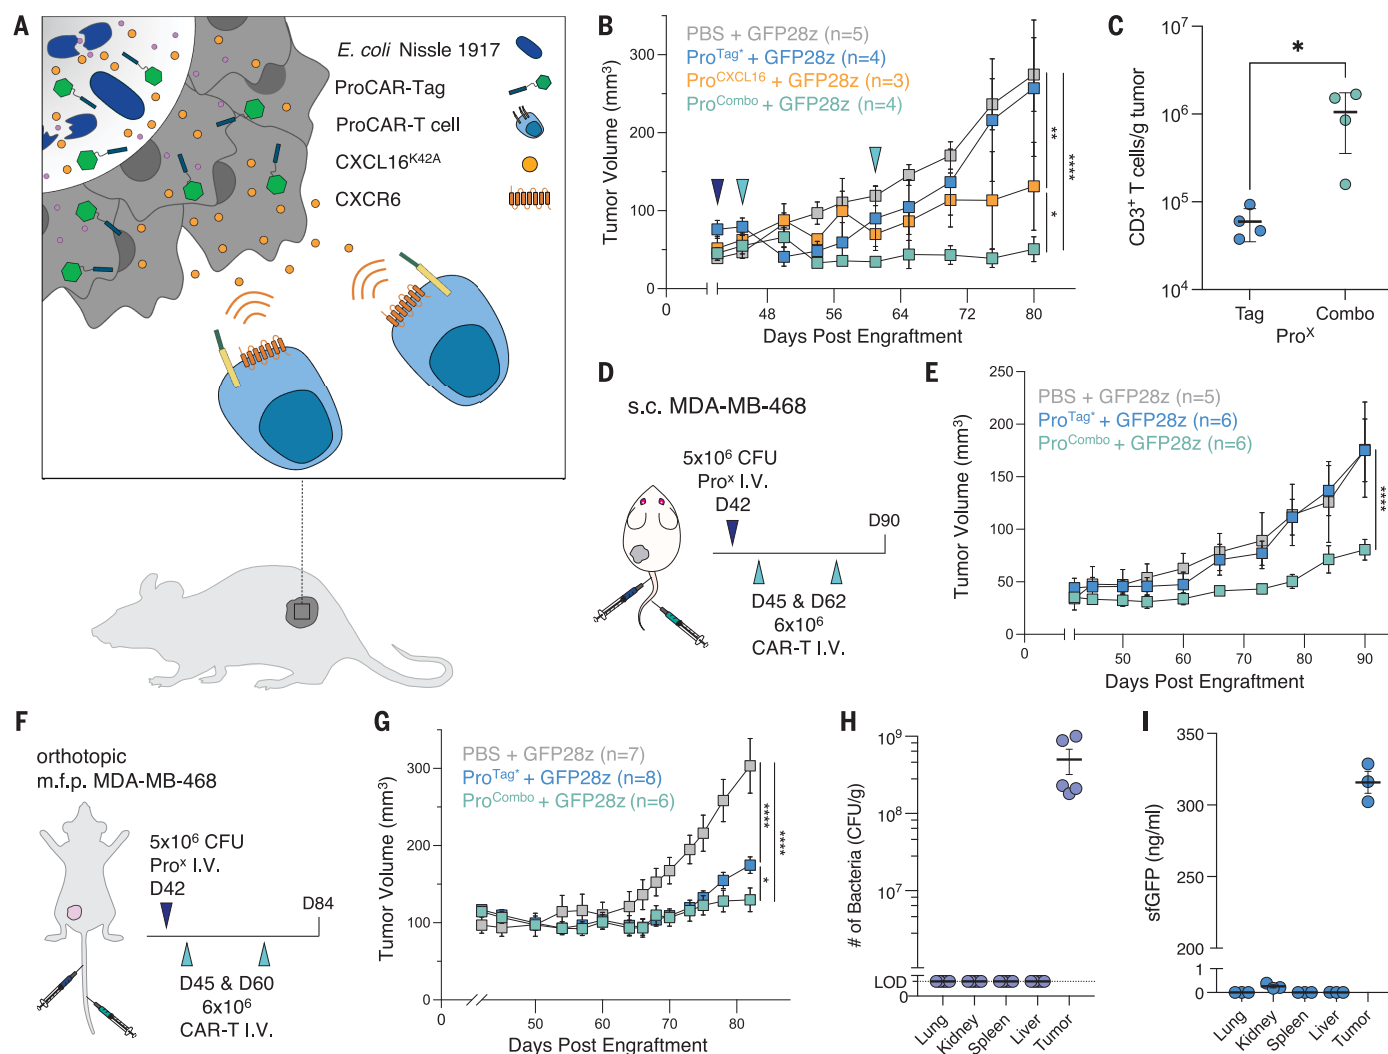 A
E. coli Nissle 1917
ProCAR-Tag
ProCAR-T cell
CXCL16K42A
CXCR6
B
PBS + GFP28z (n=5)
ProTag* + GFP28z (n=4)
ProCXCL16 + GFP28z (n=3)
ProCombo + GFP28z (n=4)
Tumor Volume (mm3)
300
200
100
0
0
48
56
64
72
80
Days Post Engraftment
**
****
*
C
CD3+ T cells/g tumor
107
106
105
104
*
Tag
Combo
ProX
D
s.c. MDA-MB-468
5x106 CFU
Prox I.V.
D42
D90
D45 & D62
6x106
CAR-T I.V.
E
PBS + GFP28z (n=5)
ProTag* + GFP28z (n=6)
ProCombo + GFP28z (n=6)
Tumor Volume (mm3)
250
200
150
100
50
0
0
50
60
70
80
90
Days Post Engraftment
****
F
orthotopic
m.f.p. MDA-MB-468
5x106 CFU
Prox I.V.
D42
D84
D45 & D60
6x106
CAR-T I.V.
G
PBS + GFP28z (n=7)
ProTag* + GFP28z (n=8)
ProCombo + GFP28z (n=6)
Tumor Volume (mm3)
300
200
100
0
0
50
60
70
80
Days Post Engraftment
****
****
*
H
# of Bacteria (CFU/g)
109
108
107
LOD
0
Lung
Kidney
Spleen
Liver
Tumor
I
sfGFP (ng/ml)
350
300
250
200
1
0
Lung
Kidney
Spleen
Liver
Tumor